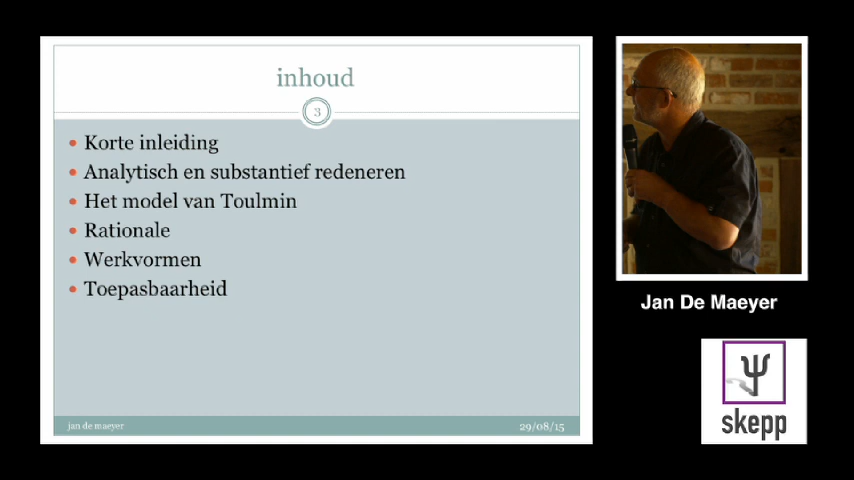 inhoud
3
Korte inleiding
Analytisch en substantief redeneren
Het model van Toulmin
Rationale
Werkvormen
Toepasbaarheid
jan de maeyer
29/08/15
Jan De Maeyer
skepp